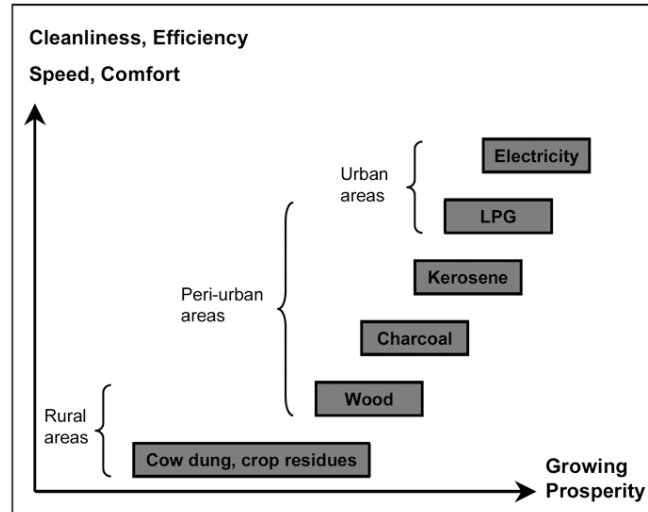 Cleanliness, Efficiency
Speed, Comfort
Electricity
Urban
areas
LPG
Kerosene
Peri-urban
areas
Charcoal
Wood
Rural
areas
Cow dung, crop residues
Growing
Prosperity